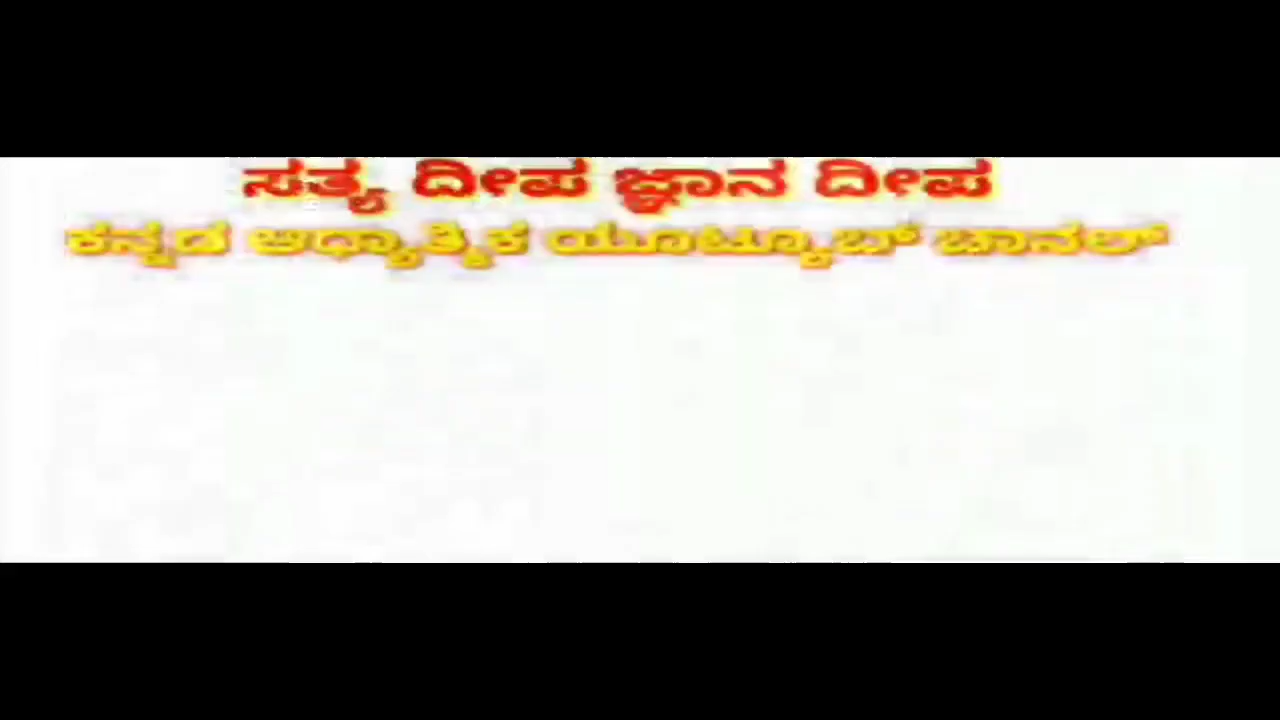 ಸತ್ಯ ದೀಪ ಜ್ಞಾನ ದೀಪ
ಕನ್ನಡ ಆಧ್ಯಾತ್ಮಿಕ ಯೂಟ್ಯೂಬ್ ಚಾನಲ್